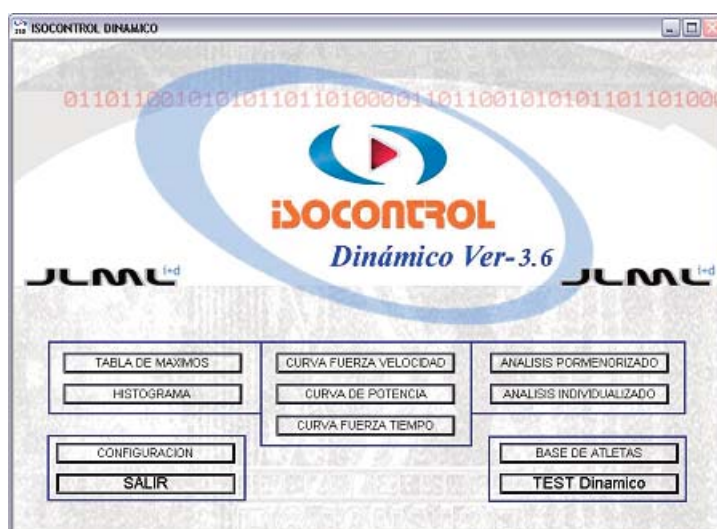 ISOCONTROL DINAMICO
011011001010101101101000011011001010101101101000
isocontrol
Dinámico Ver-3.6
JLML i+d
JLML i+d
TABLA DE MAXIMOS
CURVA FUERZA VELOCIDAD
ANALISIS PORMENORIZADO
HISTOGRAMA
CURVA DE POTENCIA
ANALISIS INDIVIDUALIZADO
CURVA FUERZA TIEMPO
CONFIGURACION
BASE DE ATLETAS
SALIR
TEST Dinamico